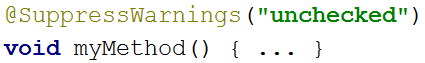 @SuppressWarnings("unchecked")
void myMethod() { ... }